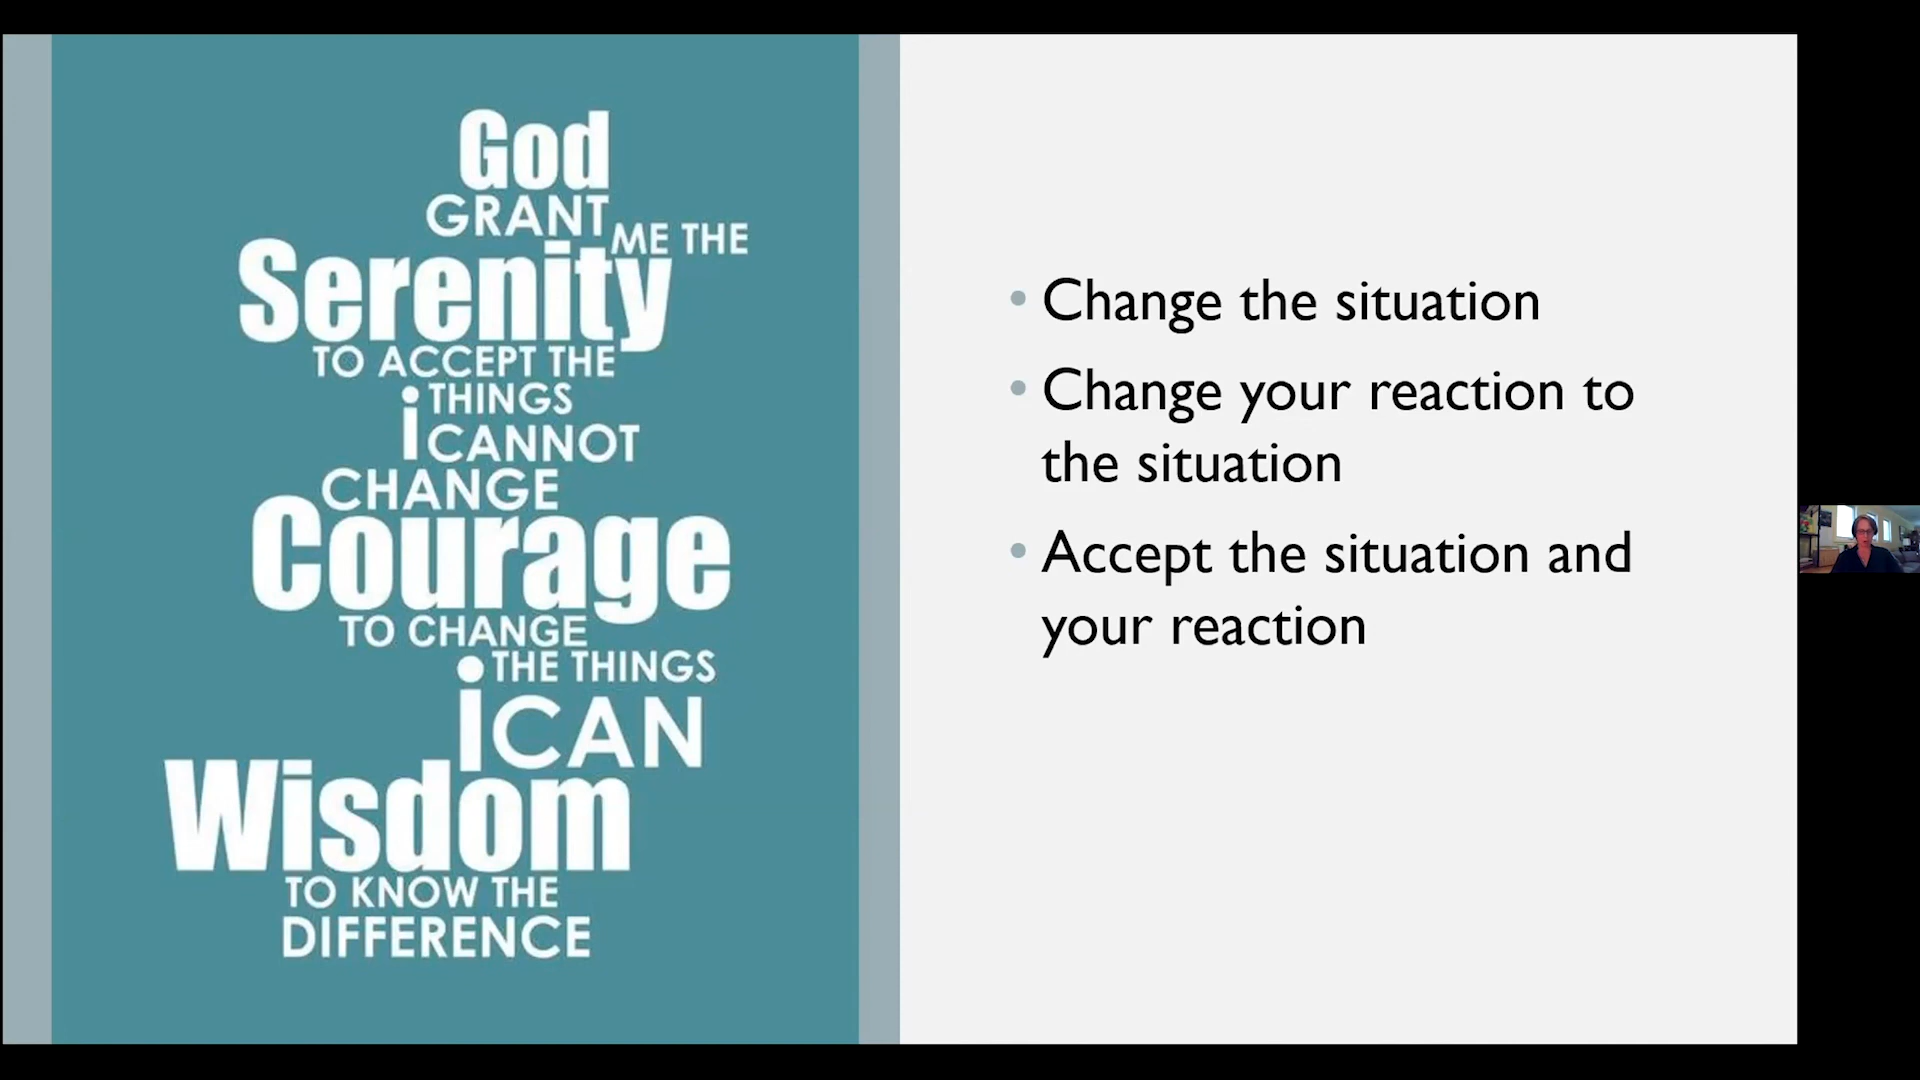 God
GRANT
ME THE
Serenity
TO ACCEPT THE
THINGS
i CANNOT
CHANGE
Courage
TO CHANGE
THE THINGS
i CAN
Wisdom
TO KNOW THE
DIFFERENCE
• Change the situation
• Change your reaction to
the situation
• Accept the situation and
your reaction